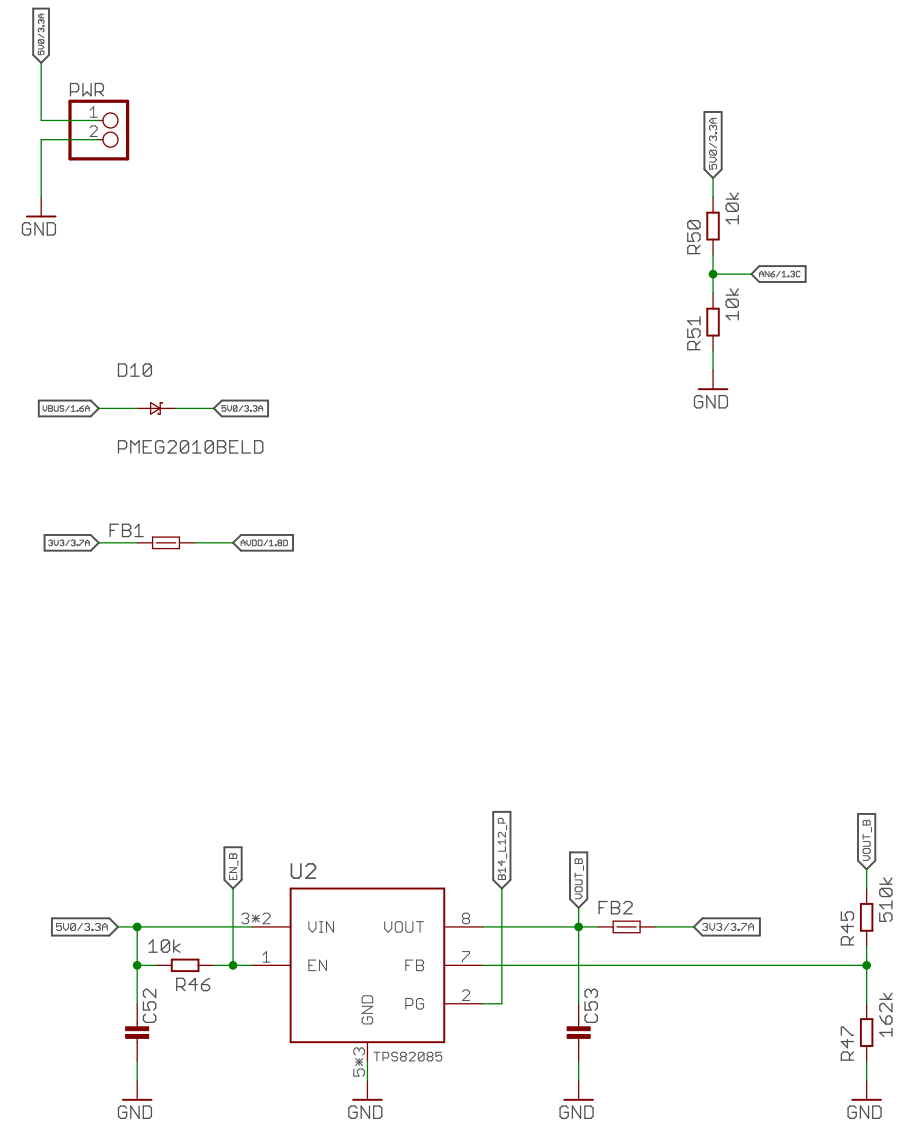 5V0/3.3A
PWR
1
2
GND
5V0/3.3A
R50
10k
AN6/1.3C
R51
10k
GND
D10
VBUS/1.6A
5V0/3.3A
PMEG2010BELD
FB1
3V3/3.7A
AVDD/1.8D
B14_L12_P
VOUT_B
EN_B
VOUT_B
U2
5V0/3.3A
3*2
VIN
VOUT
8
FB2
3V3/3.7A
R45
510k
10k
R46
1
EN
FB
7
GND
PG
2
C52
C53
R47
162k
5*3
TPS82085
GND
GND
GND
GND